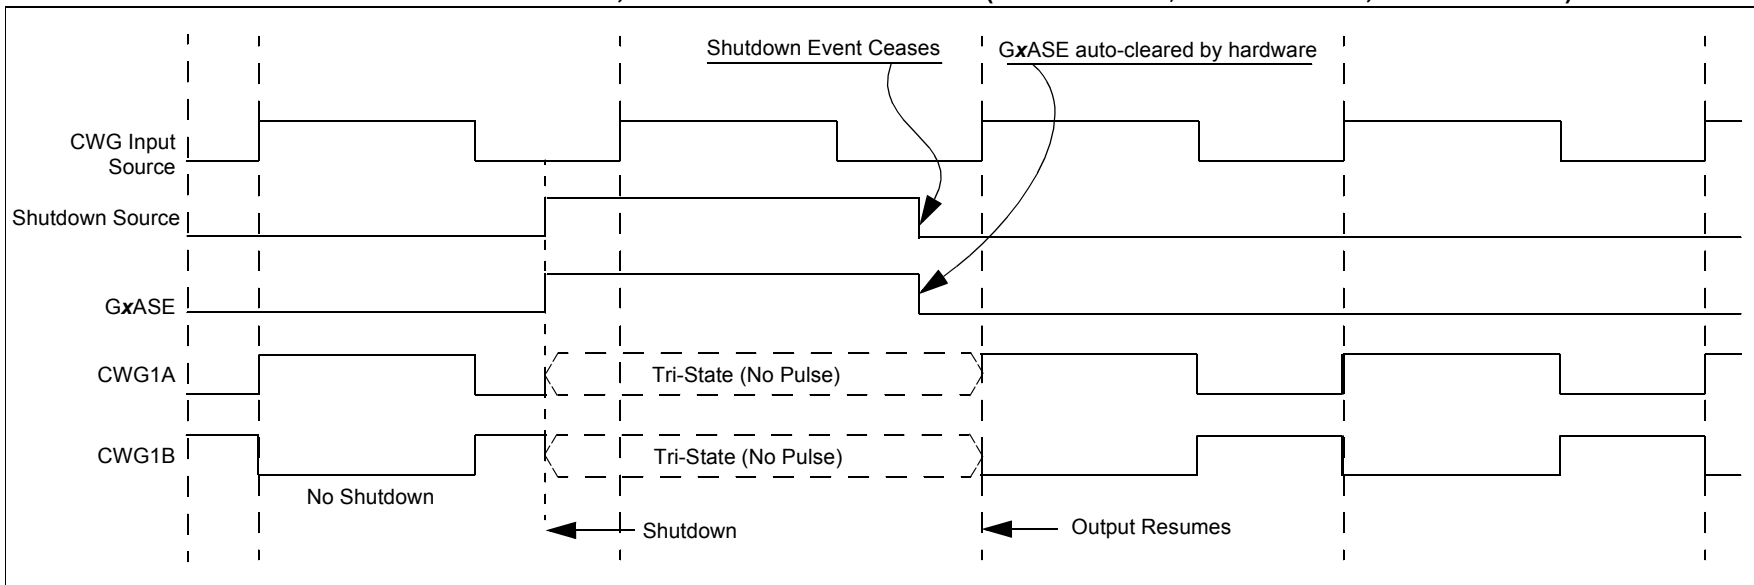 Shutdown Event Ceases
GxASE auto-cleared by hardware
CWG Input
Source
Shutdown Source
GxASE
CWG1A
Tri-State (No Pulse)
CWG1B
Tri-State (No Pulse)
No Shutdown
Shutdown
Output Resumes